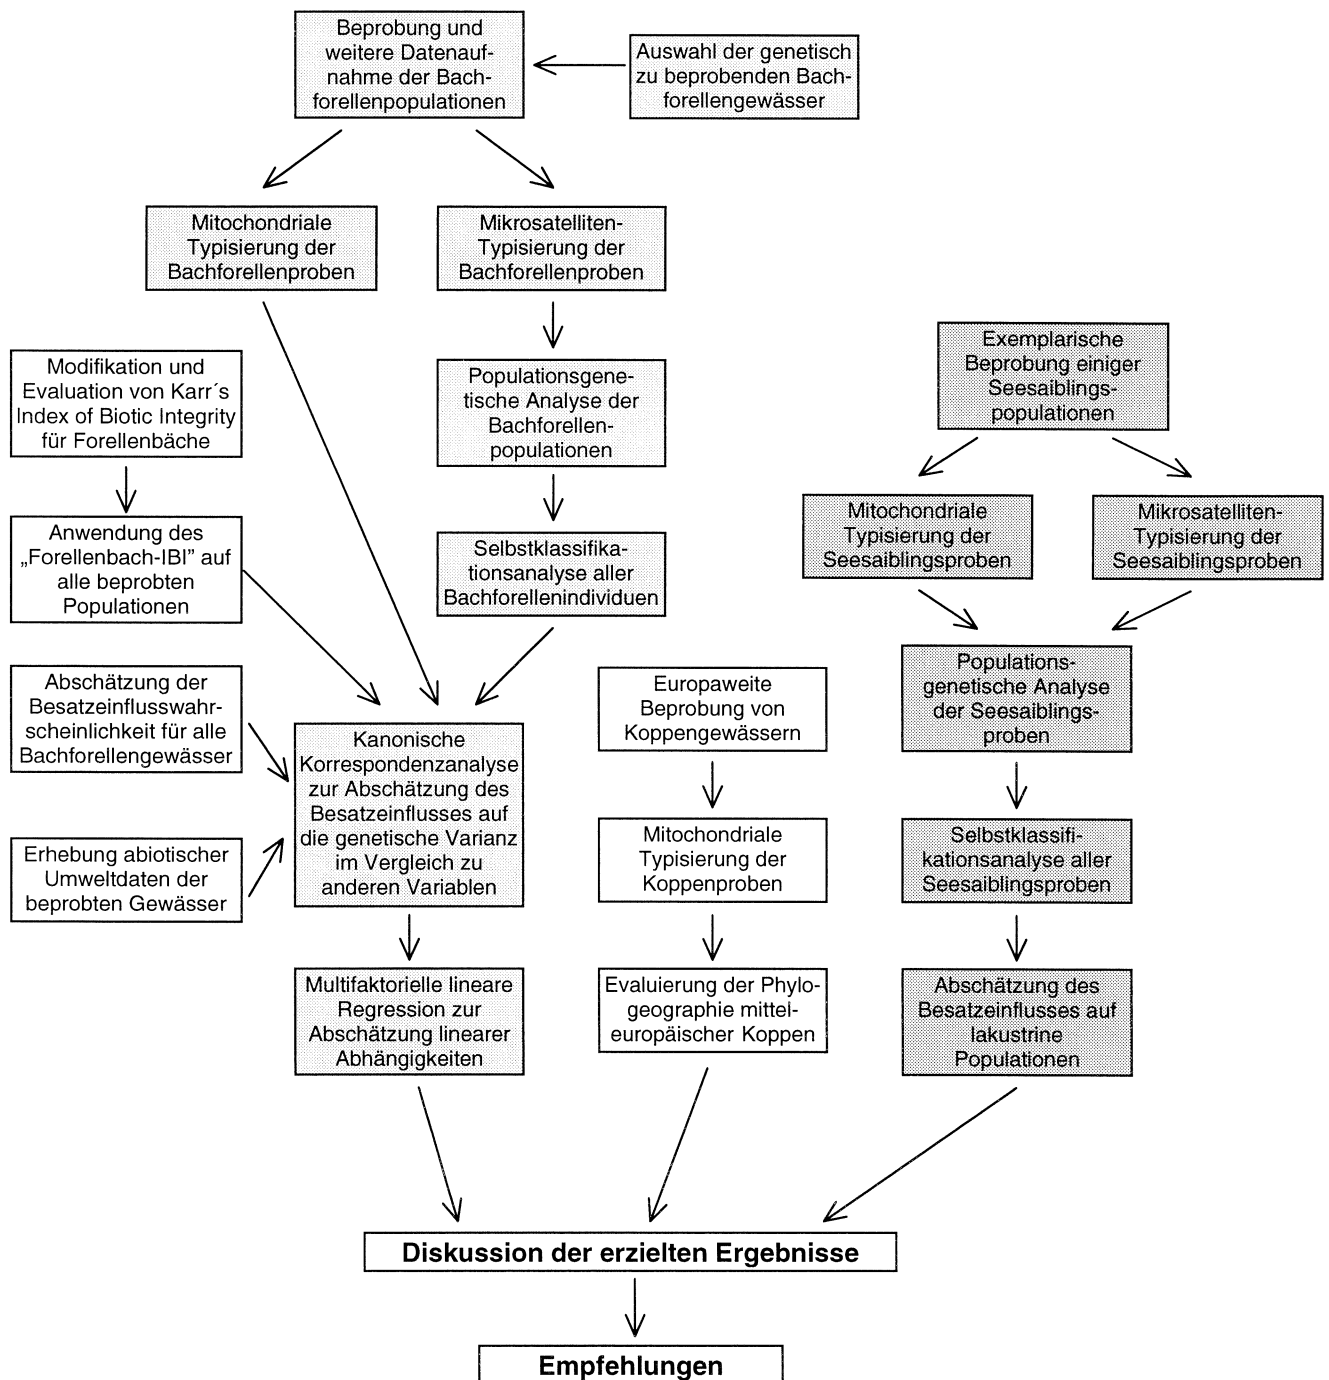 Beprobung und
weitere Datenauf-
nahme der Bach-
forellenpopulationen
Auswahl der genetisch
zu beprobenden Bach-
forellengewässer
Mitochondriale
Typisierung der
Bachforellenproben
Mikrosatelliten-
Typisierung der
Bachforellenproben
Modifikation und
Evaluation von Karr´s
Index of Biotic Integrity
für Forellenbäche
Populationsgene-
tische Analyse der
Bachforellen-
populationen
Exemplarische
Beprobung einiger
Seesaiblings-
populationen
Anwendung des
„Forellenbach-IBI” auf
alle beprobten
Populationen
Selbstklassifika-
tionsanalyse aller
Bachforellenindividuen
Mitochondriale
Typisierung der
Seesaiblingsproben
Mikrosatelliten-
Typisierung der
Seesaiblingsproben
Abschätzung der
Besatzeinflusswahr-
scheinlichkeit für alle
Bachforellengewässer
Europaweite
Beprobung von
Koppengewässern
Populations-
genetische Analyse
der Seesaiblings-
proben
Kanonische
Korrespondenzanalyse
zur Abschätzung des
Besatzeinflusses auf
die genetische Varianz
im Vergleich zu
anderen Variablen
Erhebung abiotischer
Umweltdaten der
beprobten Gewässer
Mitochondriale
Typisierung der
Koppenproben
Selbstklassifi-
kationsanalyse aller
Seesaiblingsproben
Multifaktorielle lineare
Regression zur
Abschätzung linearer
Abhängigkeiten
Evaluierung der Phylo-
geographie mittel-
europäischer Koppen
Abschätzung des
Besatzeinflusses auf
lakustrine
Populationen
Diskussion der erzielten Ergebnisse
Empfehlungen